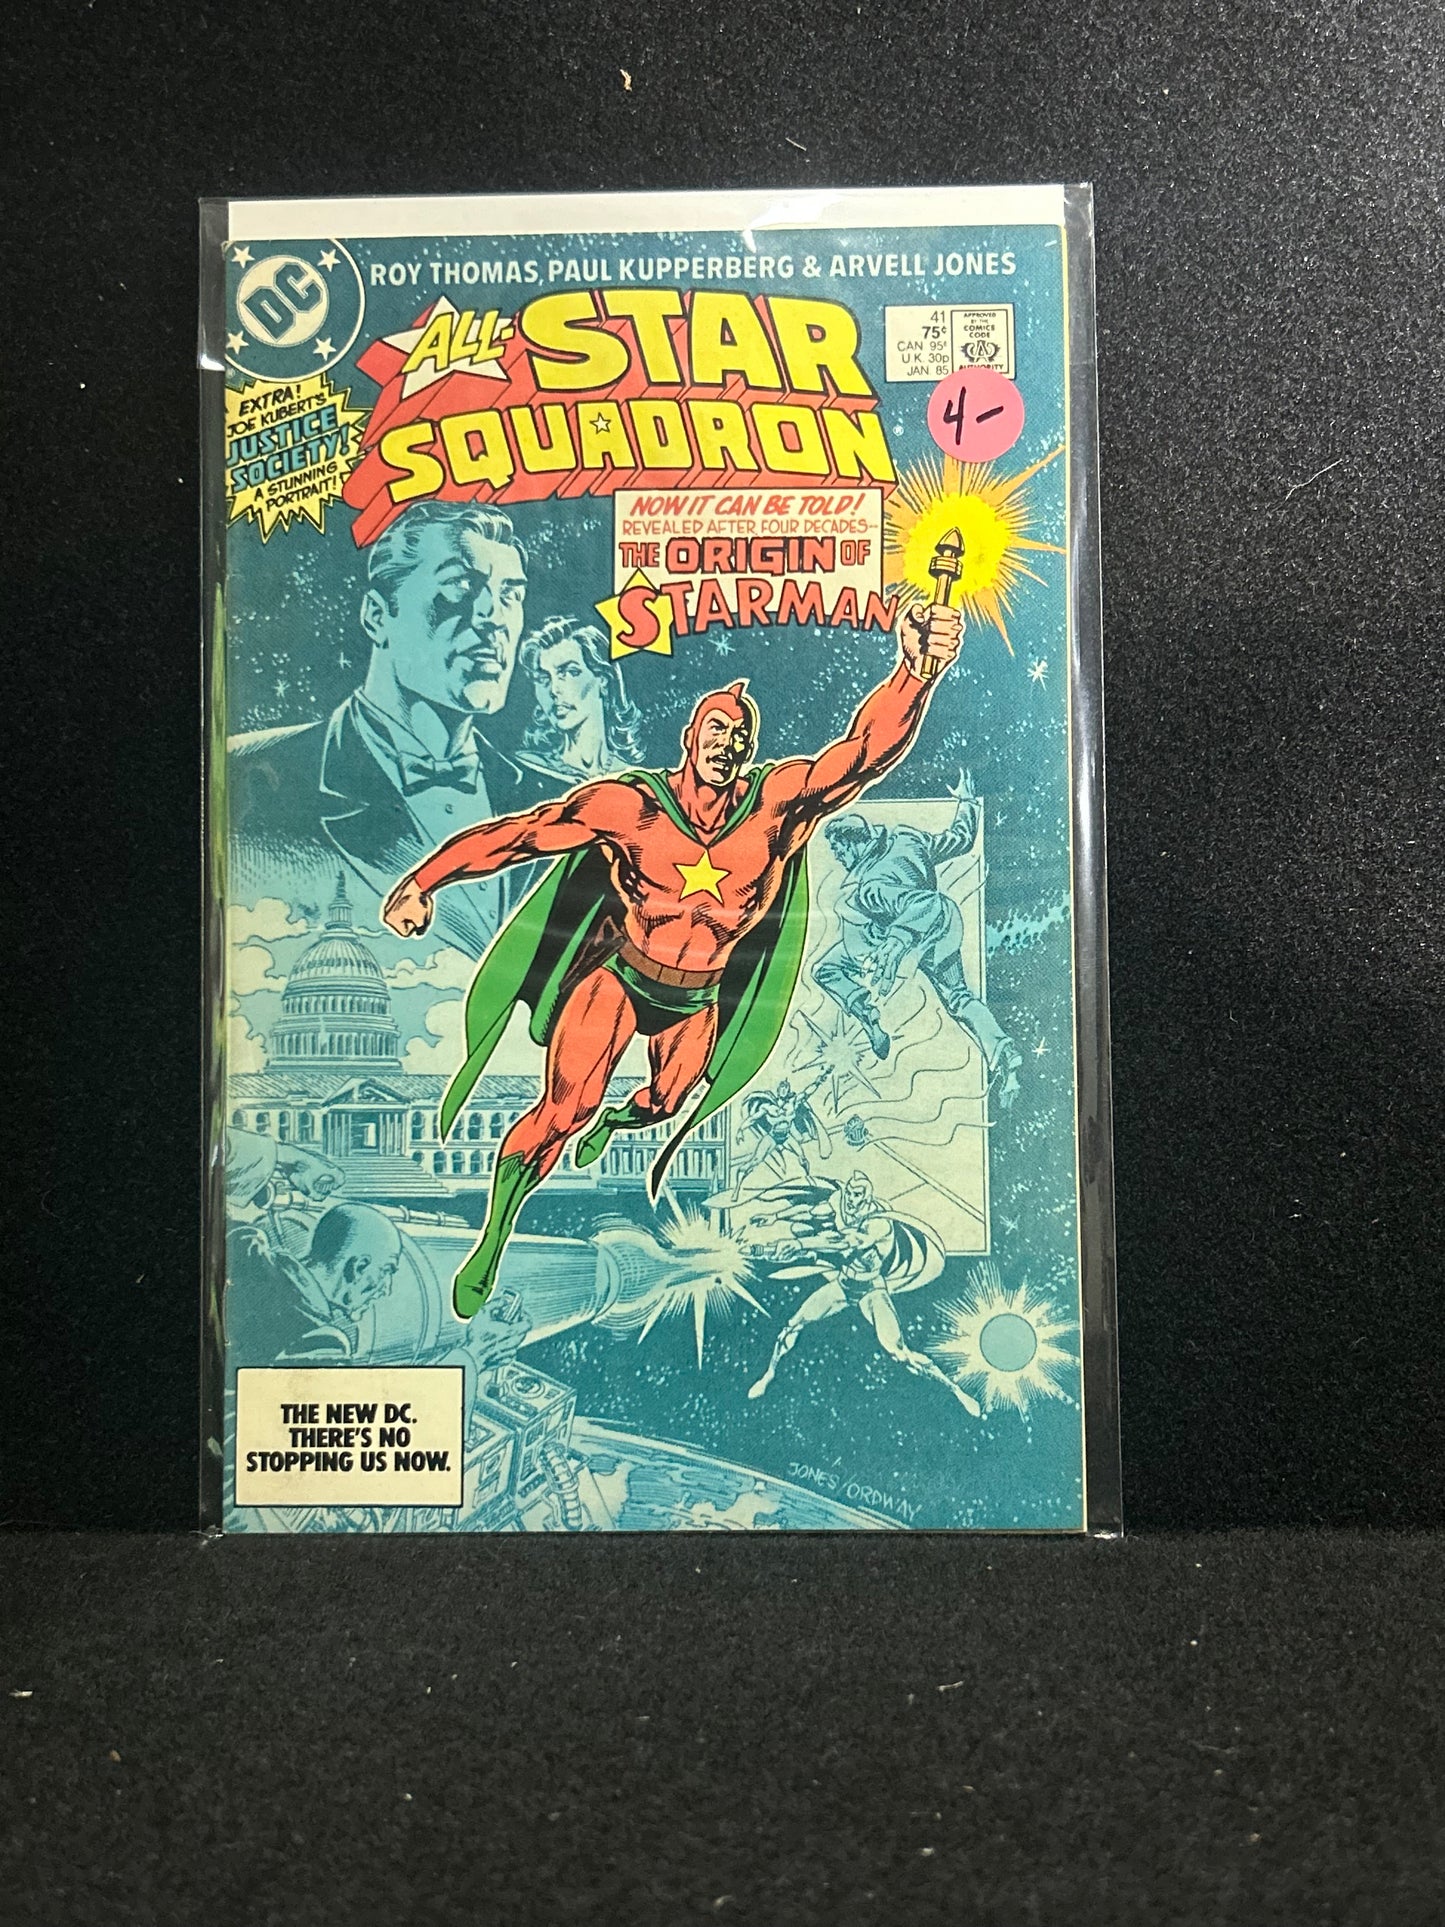 DC
ROY THOMAS, PAUL KUPPERBERG & ARVELL JONES
ALL-STAR
SQUADRON
®
41
75¢
CAN 95¢
U.K. 30p
JAN. 85
APPROVED
BY THE
COMICS
CODE
AUTHORITY
4-
EXTRA!
JOE KUBERT'S
JUSTICE
SOCIETY!
A STUNNING
PORTRAIT!
NOW IT CAN BE TOLD!
REVEALED AFTER FOUR DECADES--
THE ORIGIN OF
STARMAN
THE NEW DC.
THERE'S NO
STOPPING US NOW.
JONES/ORDWAY